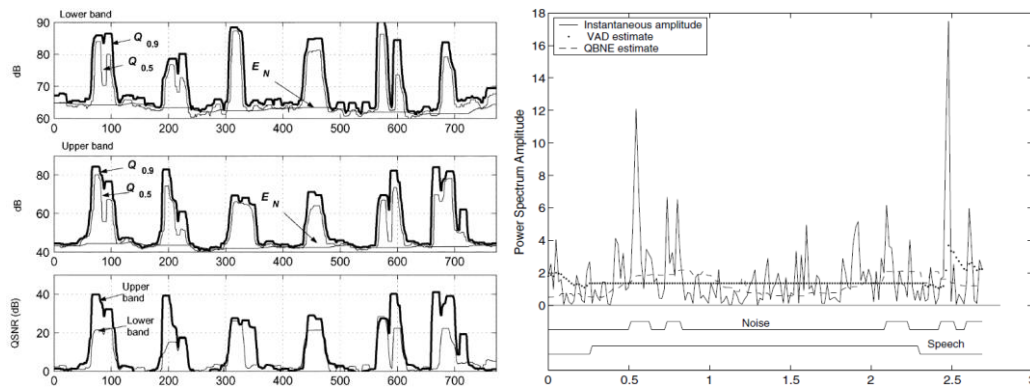 Lower band
90
80
70
60
dB
Q 0.9
Q 0.5
E N
0 100 200 300 400 500 600 700
Upper band
80
60
40
dB
Q 0.9
Q 0.5
E N
0 100 200 300 400 500 600 700
40
20
0
QSNR (dB)
Upper band
Lower band
0 100 200 300 400 500 600 700
Instantaneous amplitude
VAD estimate
QBNE estimate
18
16
14
12
10
8
6
4
2
0
Power Spectrum Amplitude
Noise
Speech
0 0.5 1 1.5 2 2.5